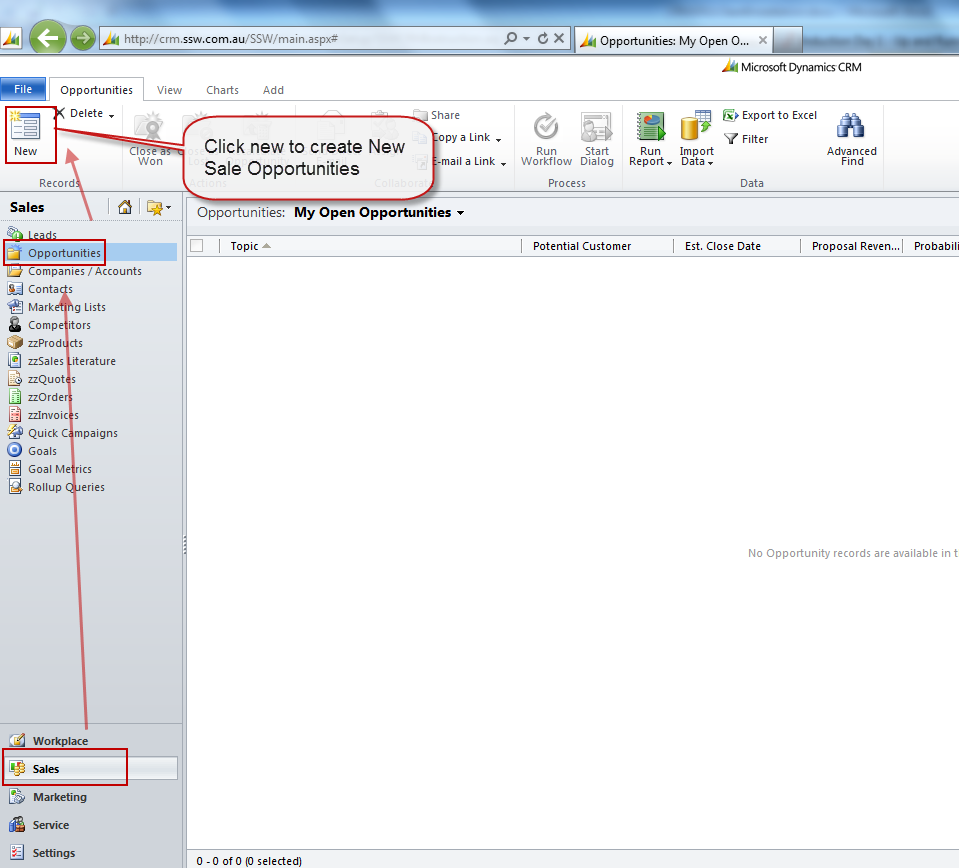 http://crm.ssw.com.au/SSW/main.aspx#
Opportunities: My Open O...
Microsoft Dynamics CRM
File
Opportunities
View
Charts
Add
New
Delete
Records
Close as Won
Click new to create New
Sale Opportunities
Share
Copy a Link
E-mail a Link
Run
Workflow
Start
Dialog
Process
Run
Report
Import
Data
Export to Excel
Filter
Advanced
Find
Data
Sales
Leads
Opportunities
Companies / Accounts
Contacts
Marketing Lists
Competitors
zzProducts
zzSales Literature
zzQuotes
zzOrders
zzInvoices
Quick Campaigns
Goals
Goal Metrics
Rollup Queries
Workplace
Sales
Marketing
Service
Settings
Opportunities: My Open Opportunities
Topic
Potential Customer
Est. Close Date
Proposal Reven...
Probabili
No Opportunity records are available in t
0 - 0 of 0 (0 selected)